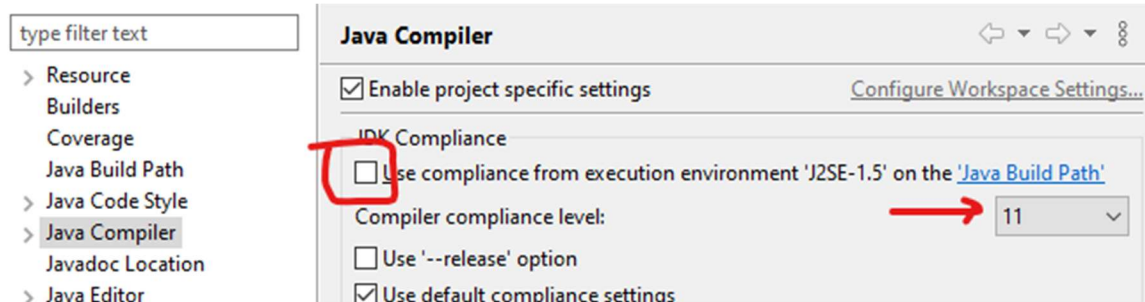 type filter text
Resource
Builders
Coverage
Java Build Path
Java Code Style
Java Compiler
Javadoc Location
Java Editor
Java Compiler
Enable project specific settings Configure Workspace Settings...
JDK Compliance
Use compliance from execution environment 'J2SE-1.5' on the 'Java Build Path'
Compiler compliance level: 11
Use '--release' option
Use default compliance settings